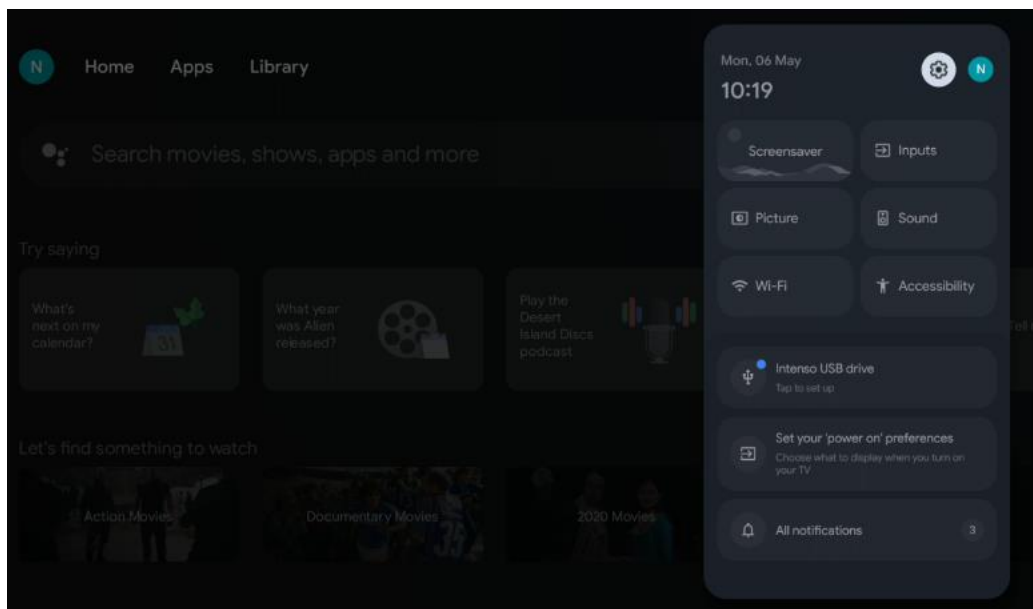 N
Home
Apps
Library
Search movies, shows, apps and more
Try saying
What's
next on my
calendar?
31
What year
was Alien
released?
Play the
Desert
Island Discs
podcast
Tell
Let's find something to watch
Action Movies
Documentary Movies
2020 Movies
Mon, 06 May
10:19
N
Screensaver
Inputs
Picture
Sound
Wi-Fi
Accessibility
Intenso USB drive
Tap to set up
Set your 'power on' preferences
Choose what to display when you turn on
your TV
All notifications
3